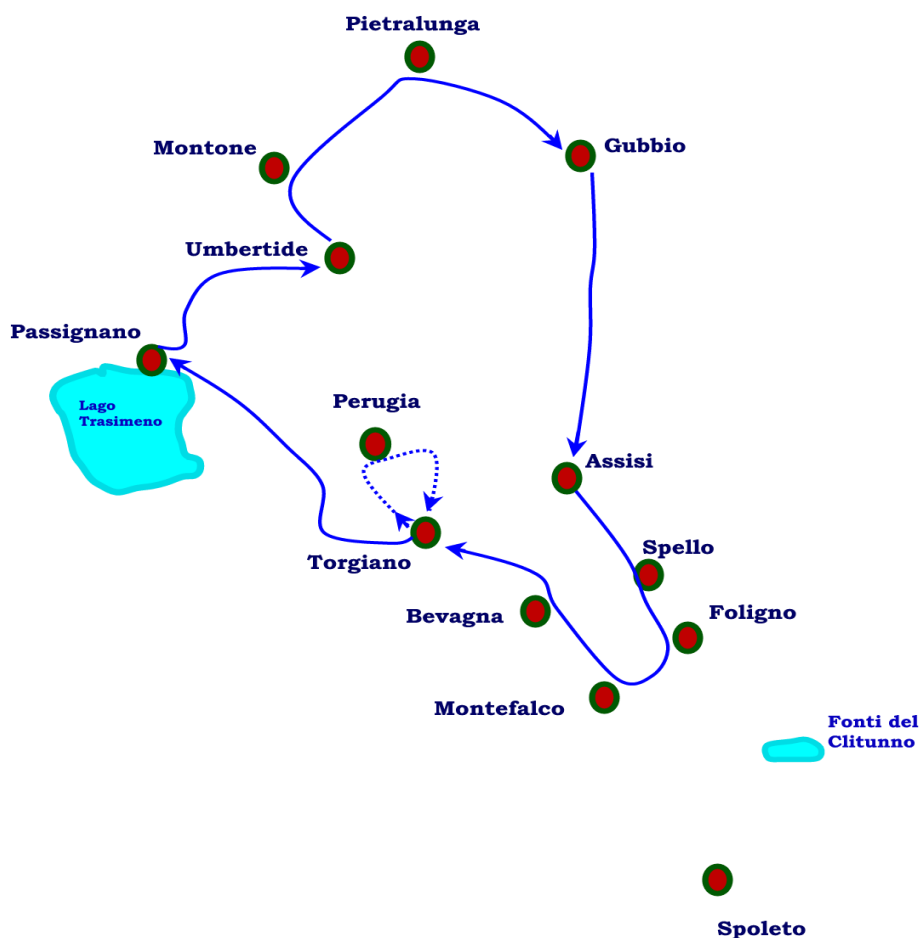 Pietralunga
Montone
Gubbio
Umbertide
Passignano
Lago
Trasimeno
Perugia
Assisi
Torgiano
Spello
Bevagna
Foligno
Montefalco
Fonti del
Clitunno
Spoleto